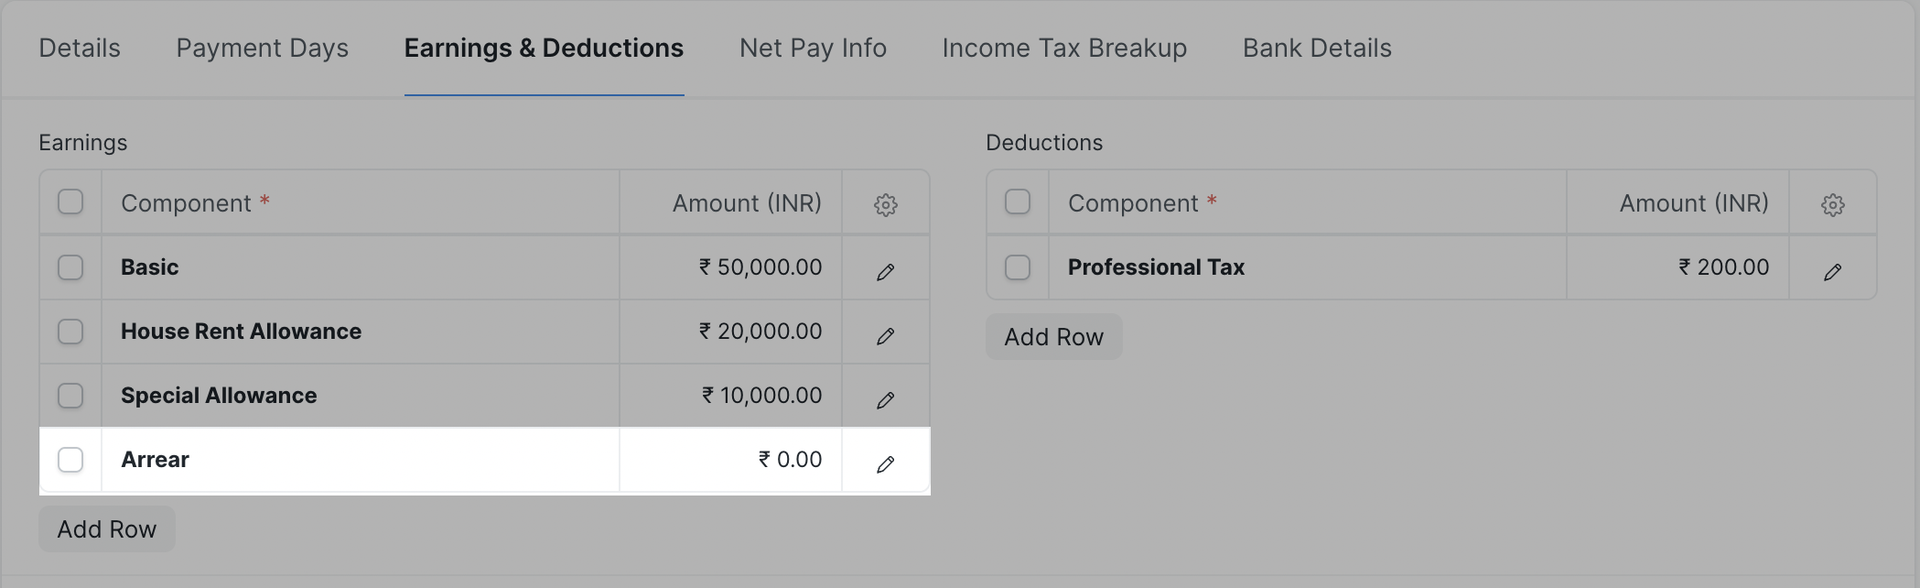 Details Payment Days Earnings & Deductions Net Pay Info Income Tax Breakup Bank Details
Earnings
Component * Amount (INR)
Basic ₹ 50,000.00
House Rent Allowance ₹ 20,000.00
Special Allowance ₹ 10,000.00
Arrear ₹ 0.00
Add Row
Deductions
Component * Amount (INR)
Professional Tax ₹ 200.00
Add Row